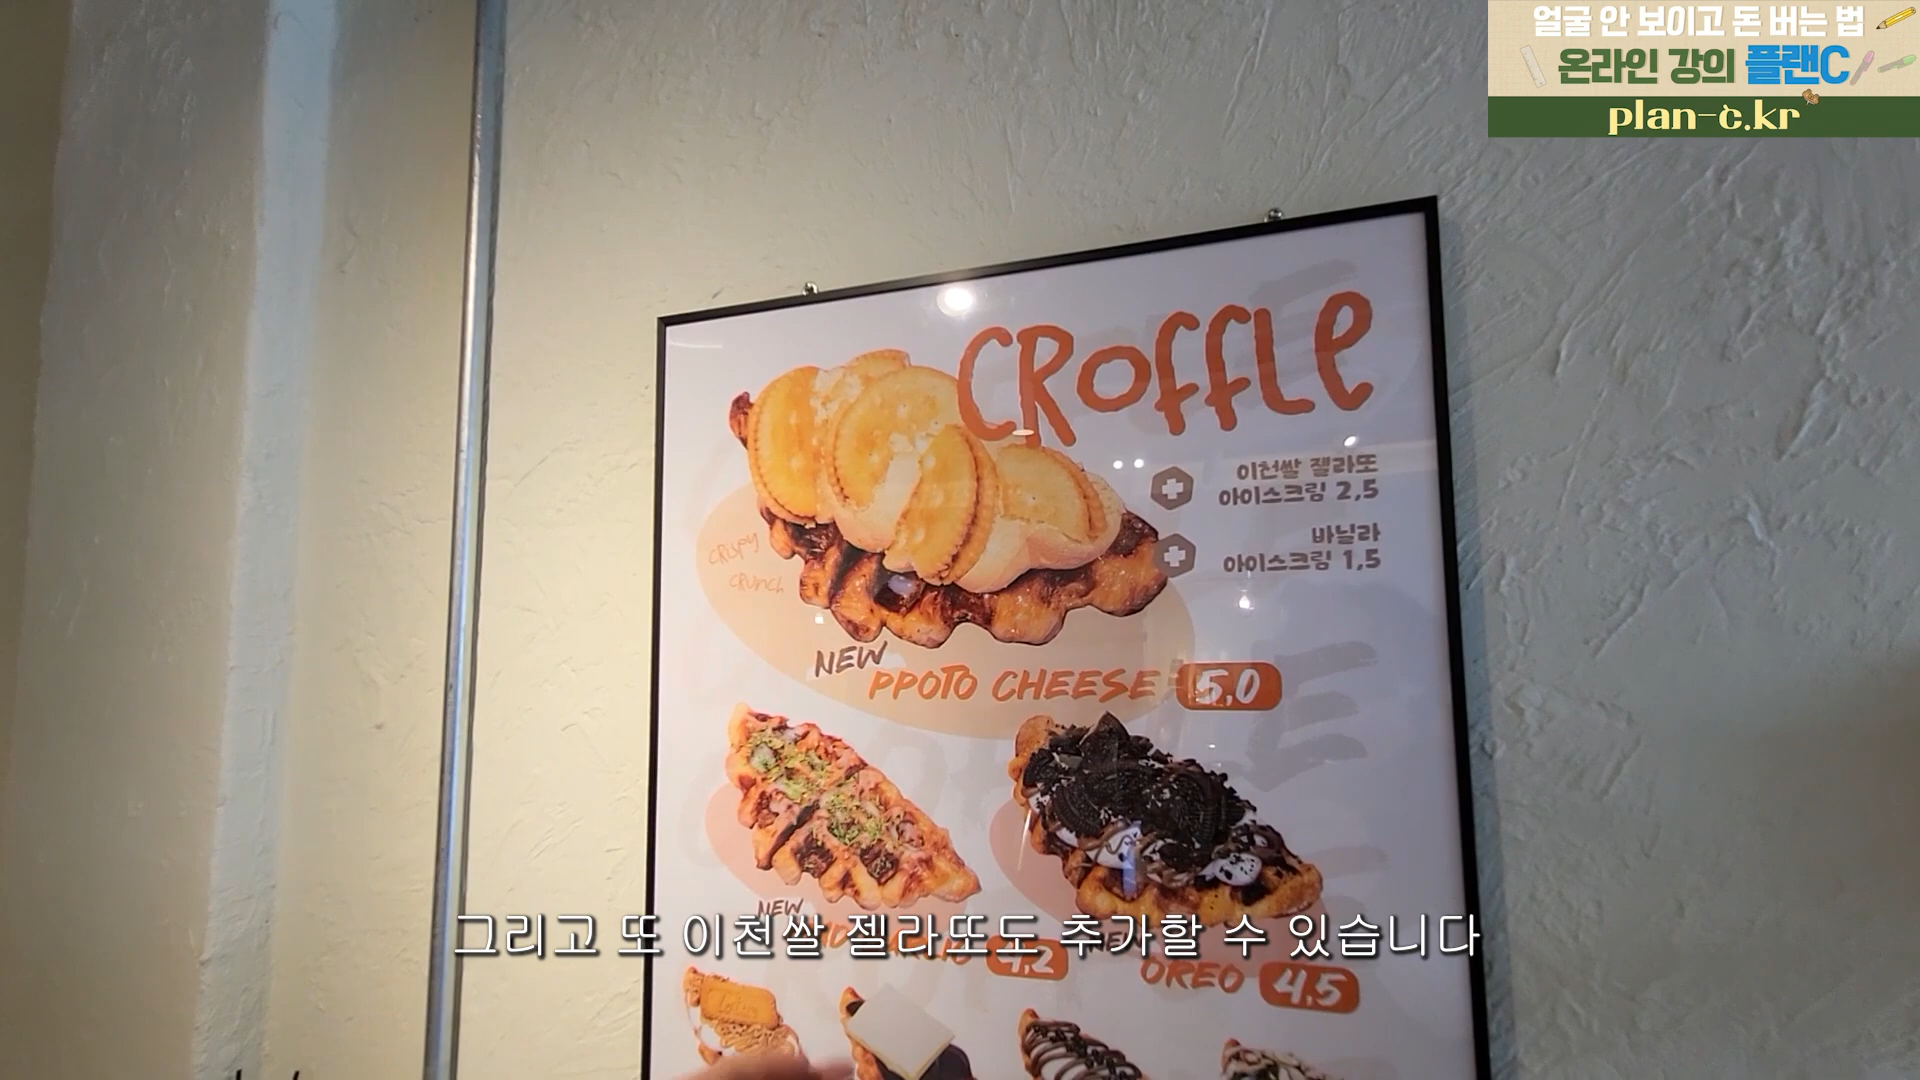 얼굴 안 보이고 돈 버는 법
온라인 강의 플랜C
plan-c.kr
CROFFLE
이천쌀 젤라또
아이스크림 2,5
바닐라
아이스크림 1,5
CRispy
CRunch
NEW
PPOTO CHEESE 5,0
NEW
4.2
NEW
OREO 4.5
그리고 또 이천쌀 젤라또도 추가할 수 있습니다